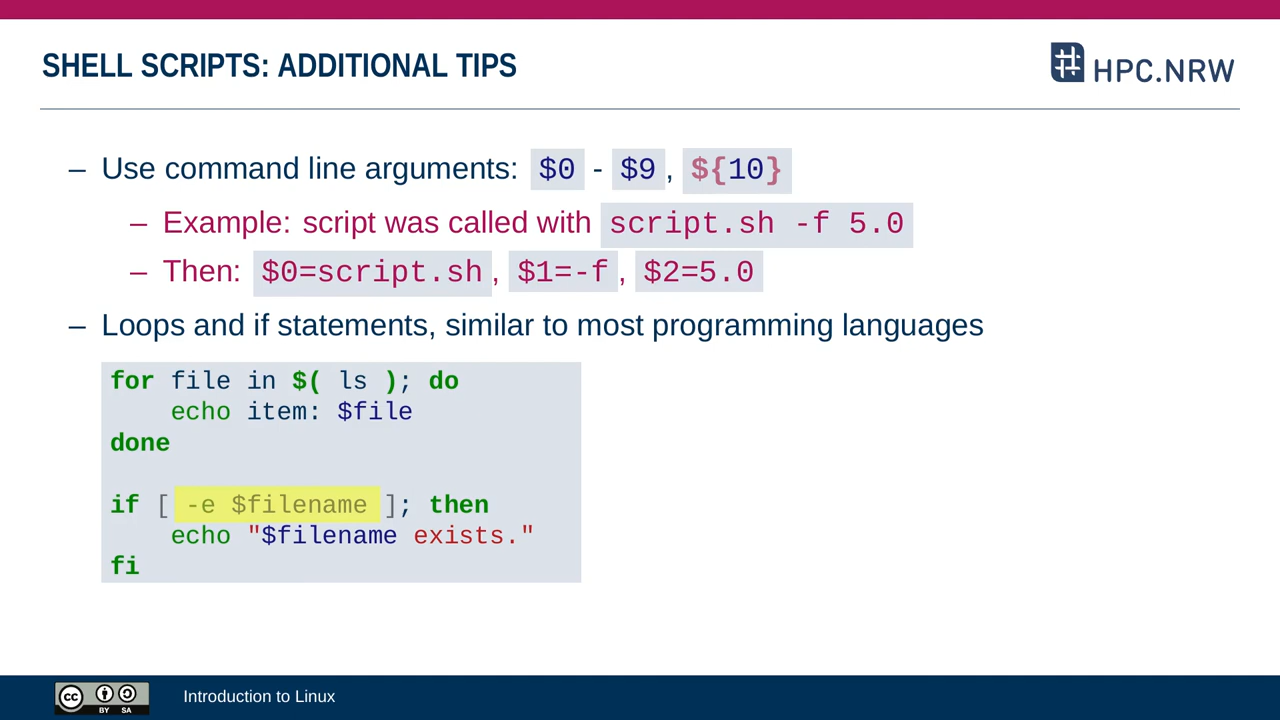 SHELL SCRIPTS: ADDITIONAL TIPS
HPC.NRW
– Use command line arguments: $0 - $9, ${10}
– Example: script was called with script.sh -f 5.0
– Then: $0=script.sh, $1=-f, $2=5.0
– Loops and if statements, similar to most programming languages
for file in $( ls ); do
    echo item: $file
done
if [ -e $filename ]; then
    echo "$filename exists."
fi
cc BY SA
Introduction to Linux